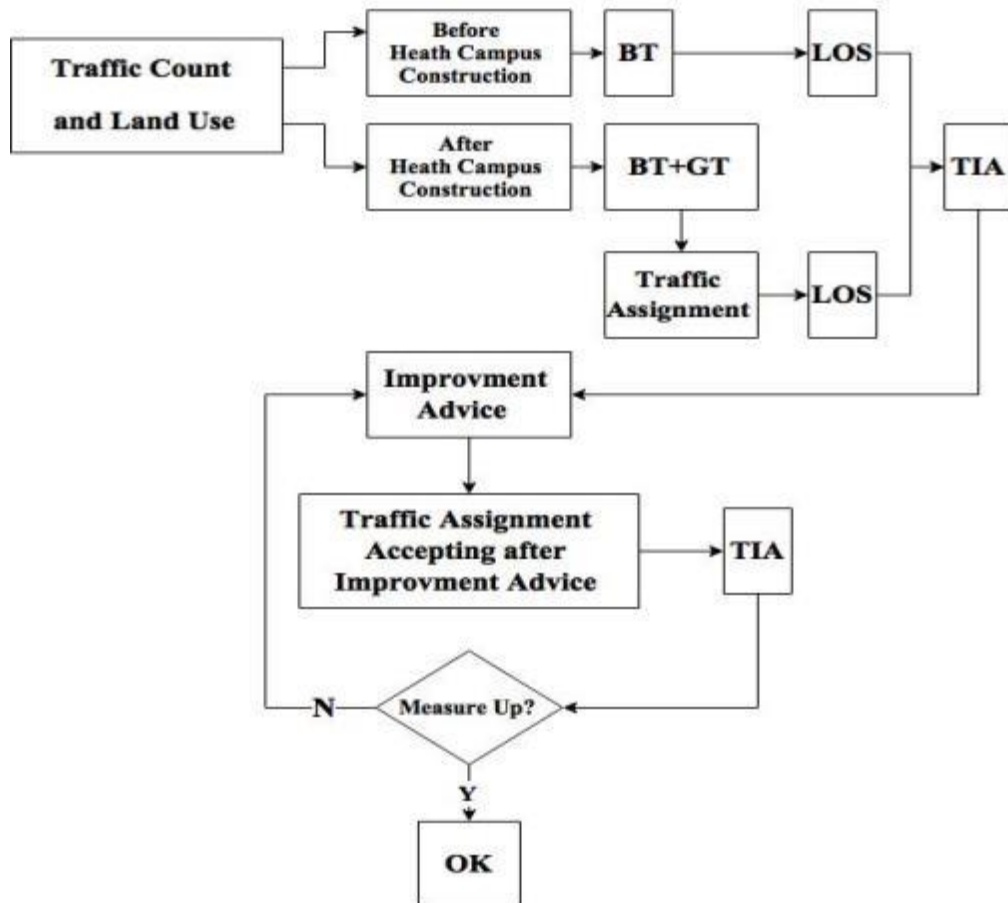 Traffic Count
and Land Use
Before
Heath Campus
Construction
BT
LOS
After
Heath Campus
Construction
BT+GT
TIA
Traffic
Assignment
LOS
Improvment
Advice
Traffic Assignment
Accepting after
Improvment Advice
TIA
Measure Up?
N
Y
OK